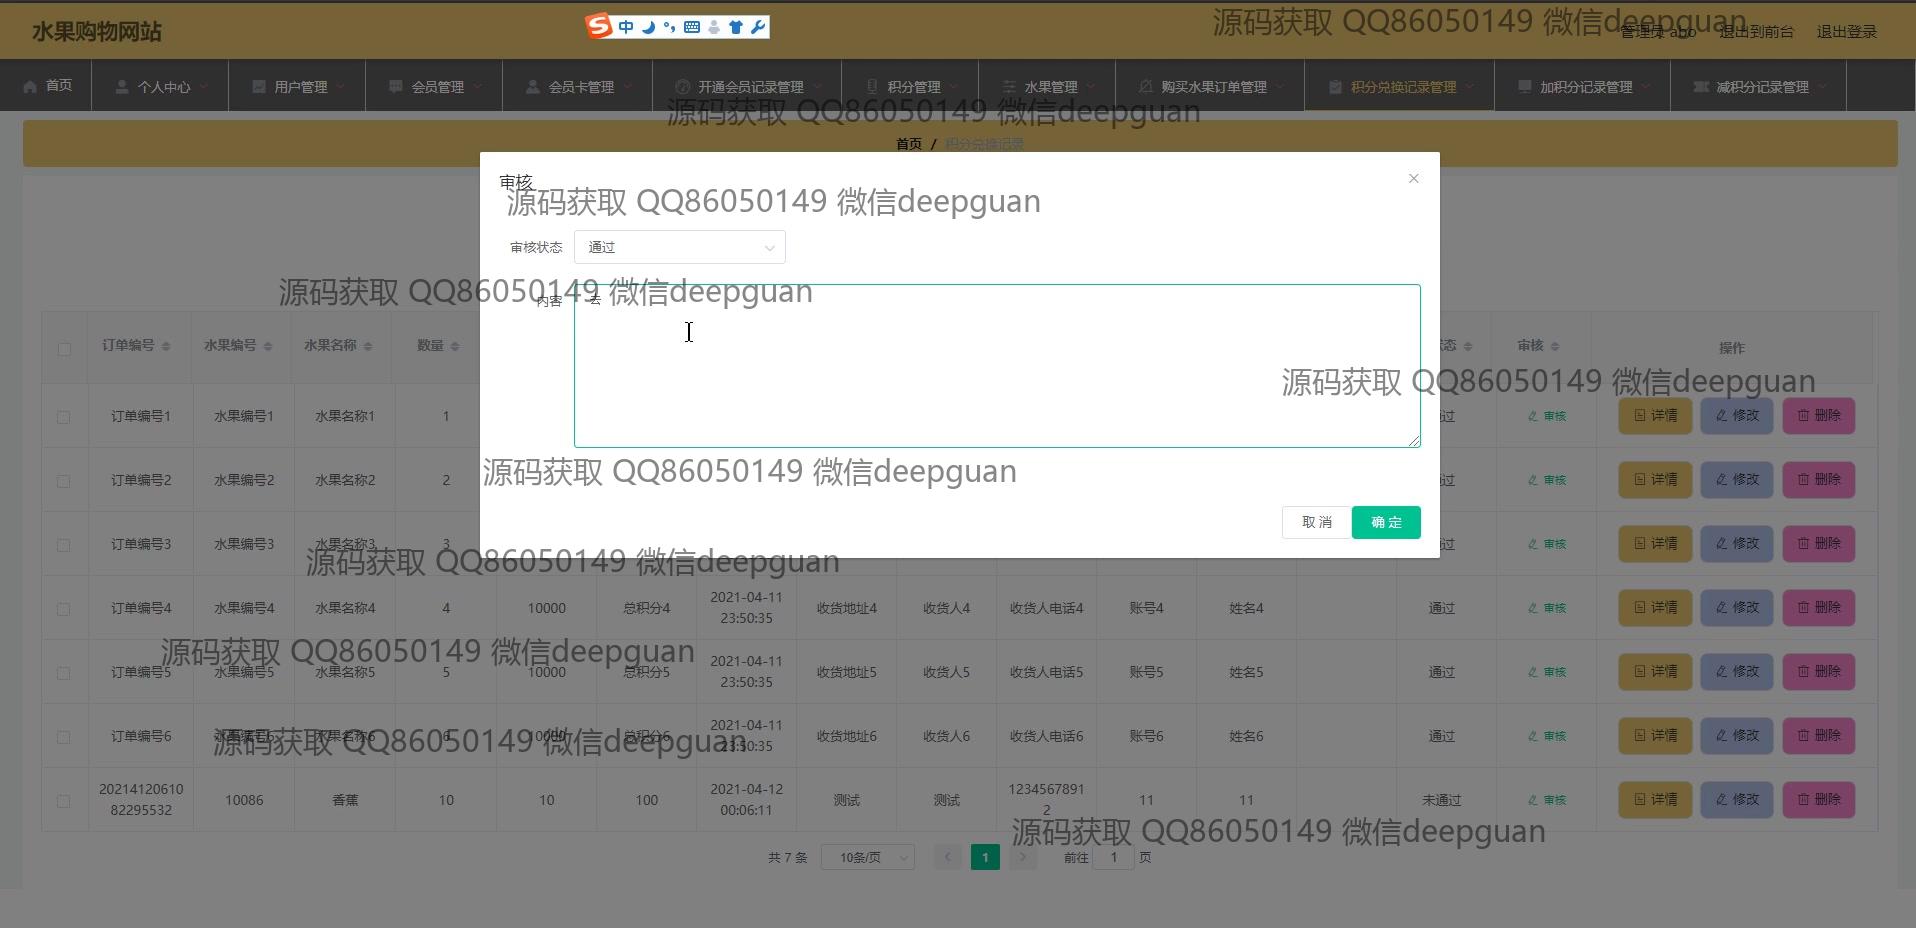 水果购物网站
中
源码获取 QQ86050149 微信deepguan
管理员 abo 退出到前台 退出登录
首页 个人中心 用户管理 会员管理 会员卡管理 开通会员记录管理 积分管理 水果管理 购买水果订单管理 积分兑换记录管理 加积分记录管理 减积分记录管理
源码获取 QQ86050149 微信deepguan
首页 / 积分兑换记录
审核
源码获取 QQ86050149 微信deepguan
审核状态 通过
源码获取 QQ86050149 微信deepguan
内容 去
订单编号 水果编号 水果名称 数量 态 审核 操作
源码获取 QQ86050149 微信deepguan
订单编号1 水果编号1 水果名称1 1 过 审核 详情 修改 删除
源码获取 QQ86050149 微信deepguan
订单编号2 水果编号2 水果名称2 2 过 审核 详情 修改 删除
取 消 确 定
订单编号3 水果编号3 水果名称3 3 过 审核 详情 修改 删除
源码获取 QQ86050149 微信deepguan
订单编号4 水果编号4 水果名称4 4 10000 总积分4 2021-04-11 23:50:35 收货地址4 收货人4 收货人电话4 账号4 姓名4 通过 审核 详情 修改 删除
源码获取 QQ86050149 微信deepguan
订单编号5 水果编号5 水果名称5 5 10000 总积分5 2021-04-11 23:50:35 收货地址5 收货人5 收货人电话5 账号5 姓名5 通过 审核 详情 修改 删除
源码获取 QQ86050149 微信deepguan
订单编号6 水果编号6 水果名称6 6 10000 总积分6 2021-04-11 23:50:35 收货地址6 收货人6 收货人电话6 账号6 姓名6 通过 审核 详情 修改 删除
20214120610 82295532 10086 香蕉 10 10 100 2021-04-12 00:06:11 测试 测试 1234567891 2 11 11 未通过 审核 详情 修改 删除
源码获取 QQ86050149 微信deepguan
共 7 条 10条/页 1 前往 1 页